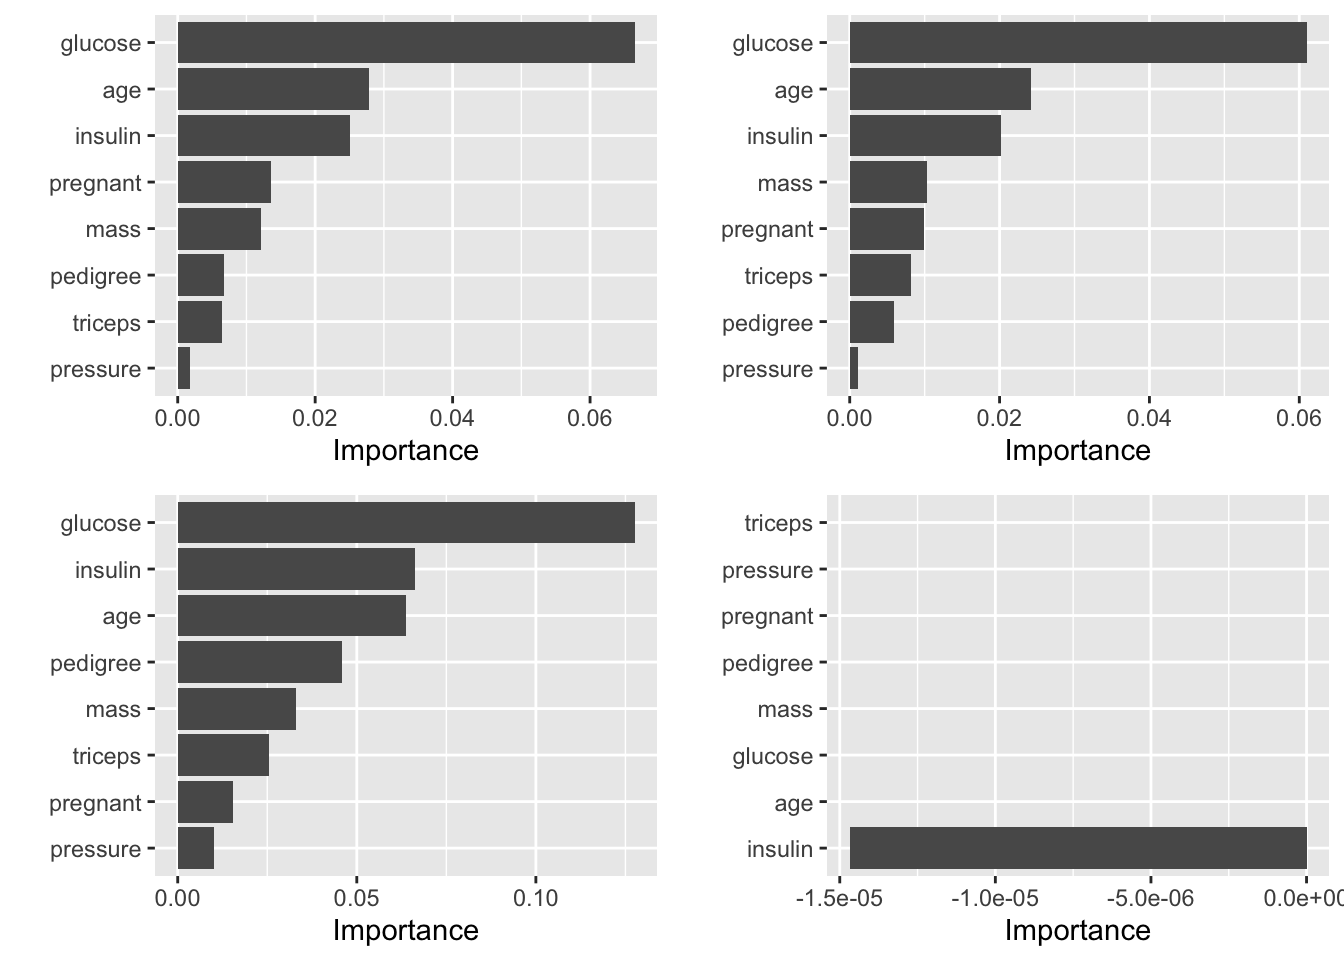 glucose
age
insulin
pregnant
mass
pedigree
triceps
pressure
0.00 0.02 0.04 0.06
Importance
glucose
age
insulin
mass
pregnant
triceps
pedigree
pressure
0.00 0.02 0.04 0.06
Importance
glucose
insulin
age
pedigree
mass
triceps
pregnant
pressure
0.00 0.05 0.10
Importance
triceps
pressure
pregnant
pedigree
mass
glucose
age
insulin
-1.5e-05 -1.0e-05 -5.0e-06 0.0e+00
Importance